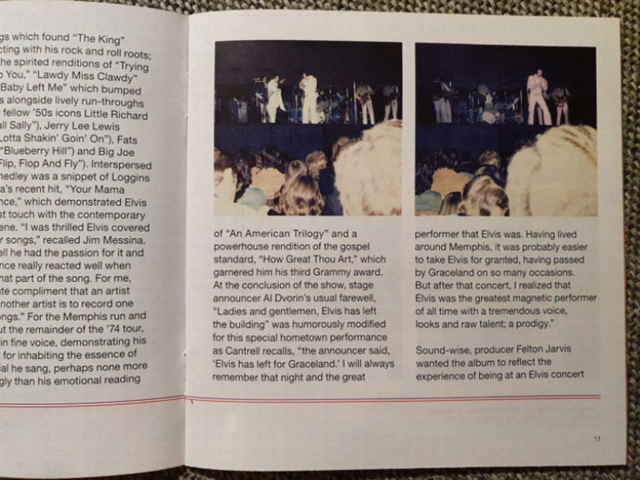 gs which found "The King"
cting with his rock and roll roots;
he spirited renditions of "Trying
o You," "Lawdy Miss Clawdy"
Baby Left Me" which bumped
s alongside lively run-throughs
fellow '50s icons Little Richard
all Sally"), Jerry Lee Lewis
Lotta Shakin' Goin' On"), Fats
"Blueberry Hill") and Big Joe
Flip, Flop And Fly"). Interspersed
medley was a snippet of Loggins
a's recent hit, "Your Mama
nce," which demonstrated Elvis
st touch with the contemporary
ene. "I was thrilled Elvis covered
r songs," recalled Jim Messina.
ell he had the passion for it and
nce really reacted well when
hat part of the song. For me,
ate compliment that an artist
nother artist is to record one
ongs." For the Memphis run and
ut the remainder of the '74 tour,
in fine voice, demonstrating his
for inhabiting the essence of
ial he sang, perhaps none more
gly than his emotional reading
of "An American Trilogy" and a
powerhouse rendition of the gospel
standard, "How Great Thou Art," which
garnered him his third Grammy award.
At the conclusion of the show, stage
announcer Al Dvorin's usual farewell,
"Ladies and gentlemen, Elvis has left
the building" was humorously modified
for this special hometown performance
as Cantrell recalls, "the announcer said,
'Elvis has left for Graceland.' I will always
remember that night and the great
performer that Elvis was. Having lived
around Memphis, it was probably easier
to take Elvis for granted, having passed
by Graceland on so many occasions.
But after that concert, I realized that
Elvis was the greatest magnetic performer
of all time with a tremendous voice,
looks and raw talent; a prodigy."
Sound-wise, producer Felton Jarvis
wanted the album to reflect the
experience of being at an Elvis concert
11